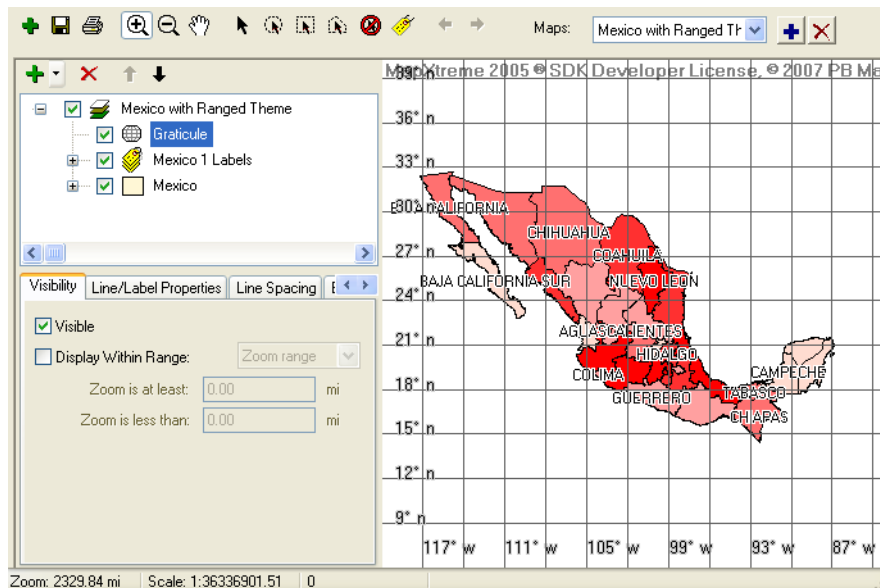 Maps: Mexico with Ranged Th
MapXtreme 2005 ® SDK Developer License, © 2007 PB Ma
Mexico with Ranged Theme
Graticule
Mexico 1 Labels
Mexico
Visibility Line/Label Properties Line Spacing
Visible
Display Within Range: Zoom range
Zoom is at least: 0.00 mi
Zoom is less than: 0.00 mi
39° n
36° n
33° n
30° n
27° n
24° n
21° n
18° n
15° n
12° n
9° n
117° w 111° w 105° w 99° w 93° w 87° w
CALIFORNIA
CHIHUAHUA
COAHUILA
BAJA CALIFORNIA SUR
NUEVO LEON
AGUASCALIENTES
HIDALGO
COLIMA
CAMPECHE
GUERRERO
TABASCO
CHIAPAS
Zoom: 2329.84 mi Scale: 1:36336901.51 0